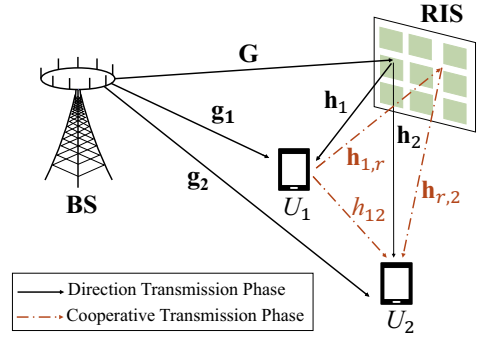 RIS
G
h₁
g₁
h₂
h₁,ᵣ
hᵣ,₂
g₂
h₁₂
BS
U₁
U₂
Direction Transmission Phase
Cooperative Transmission Phase